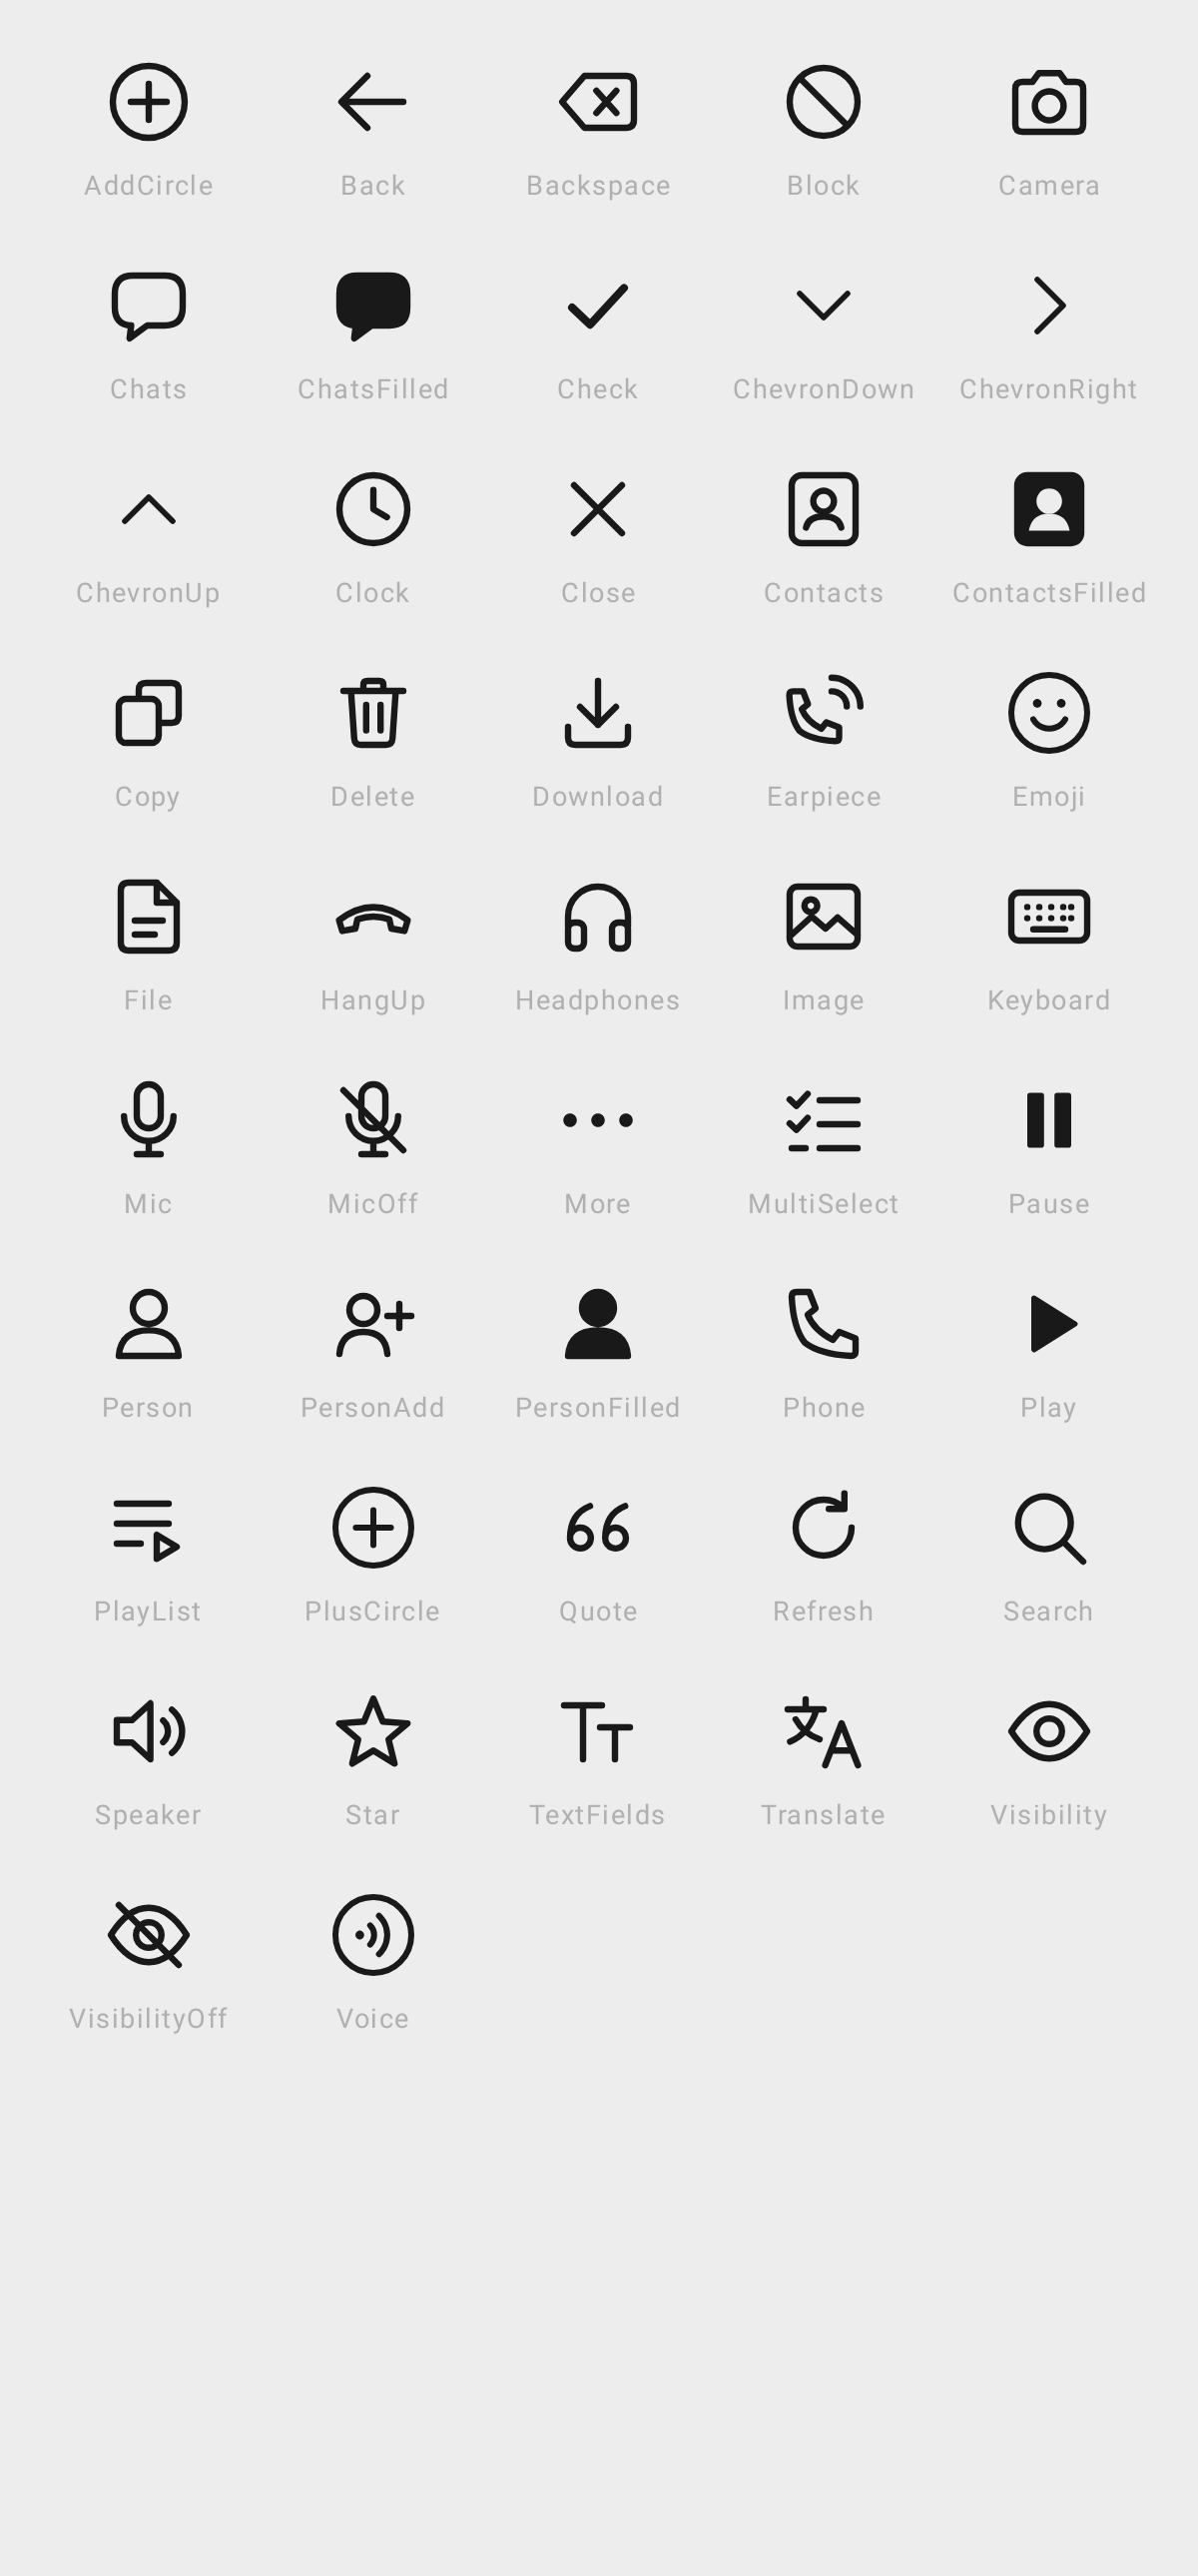 AddCircle Back Backspace Block Camera
Chats ChatsFilled Check ChevronDown ChevronRight
ChevronUp Clock Close Contacts ContactsFilled
Copy Delete Download Earpiece Emoji
File HangUp Headphones Image Keyboard
Mic MicOff More MultiSelect Pause
Person PersonAdd PersonFilled Phone Play
PlayList PlusCircle Quote Refresh Search
Speaker Star TextFields Translate Visibility
VisibilityOff Voice